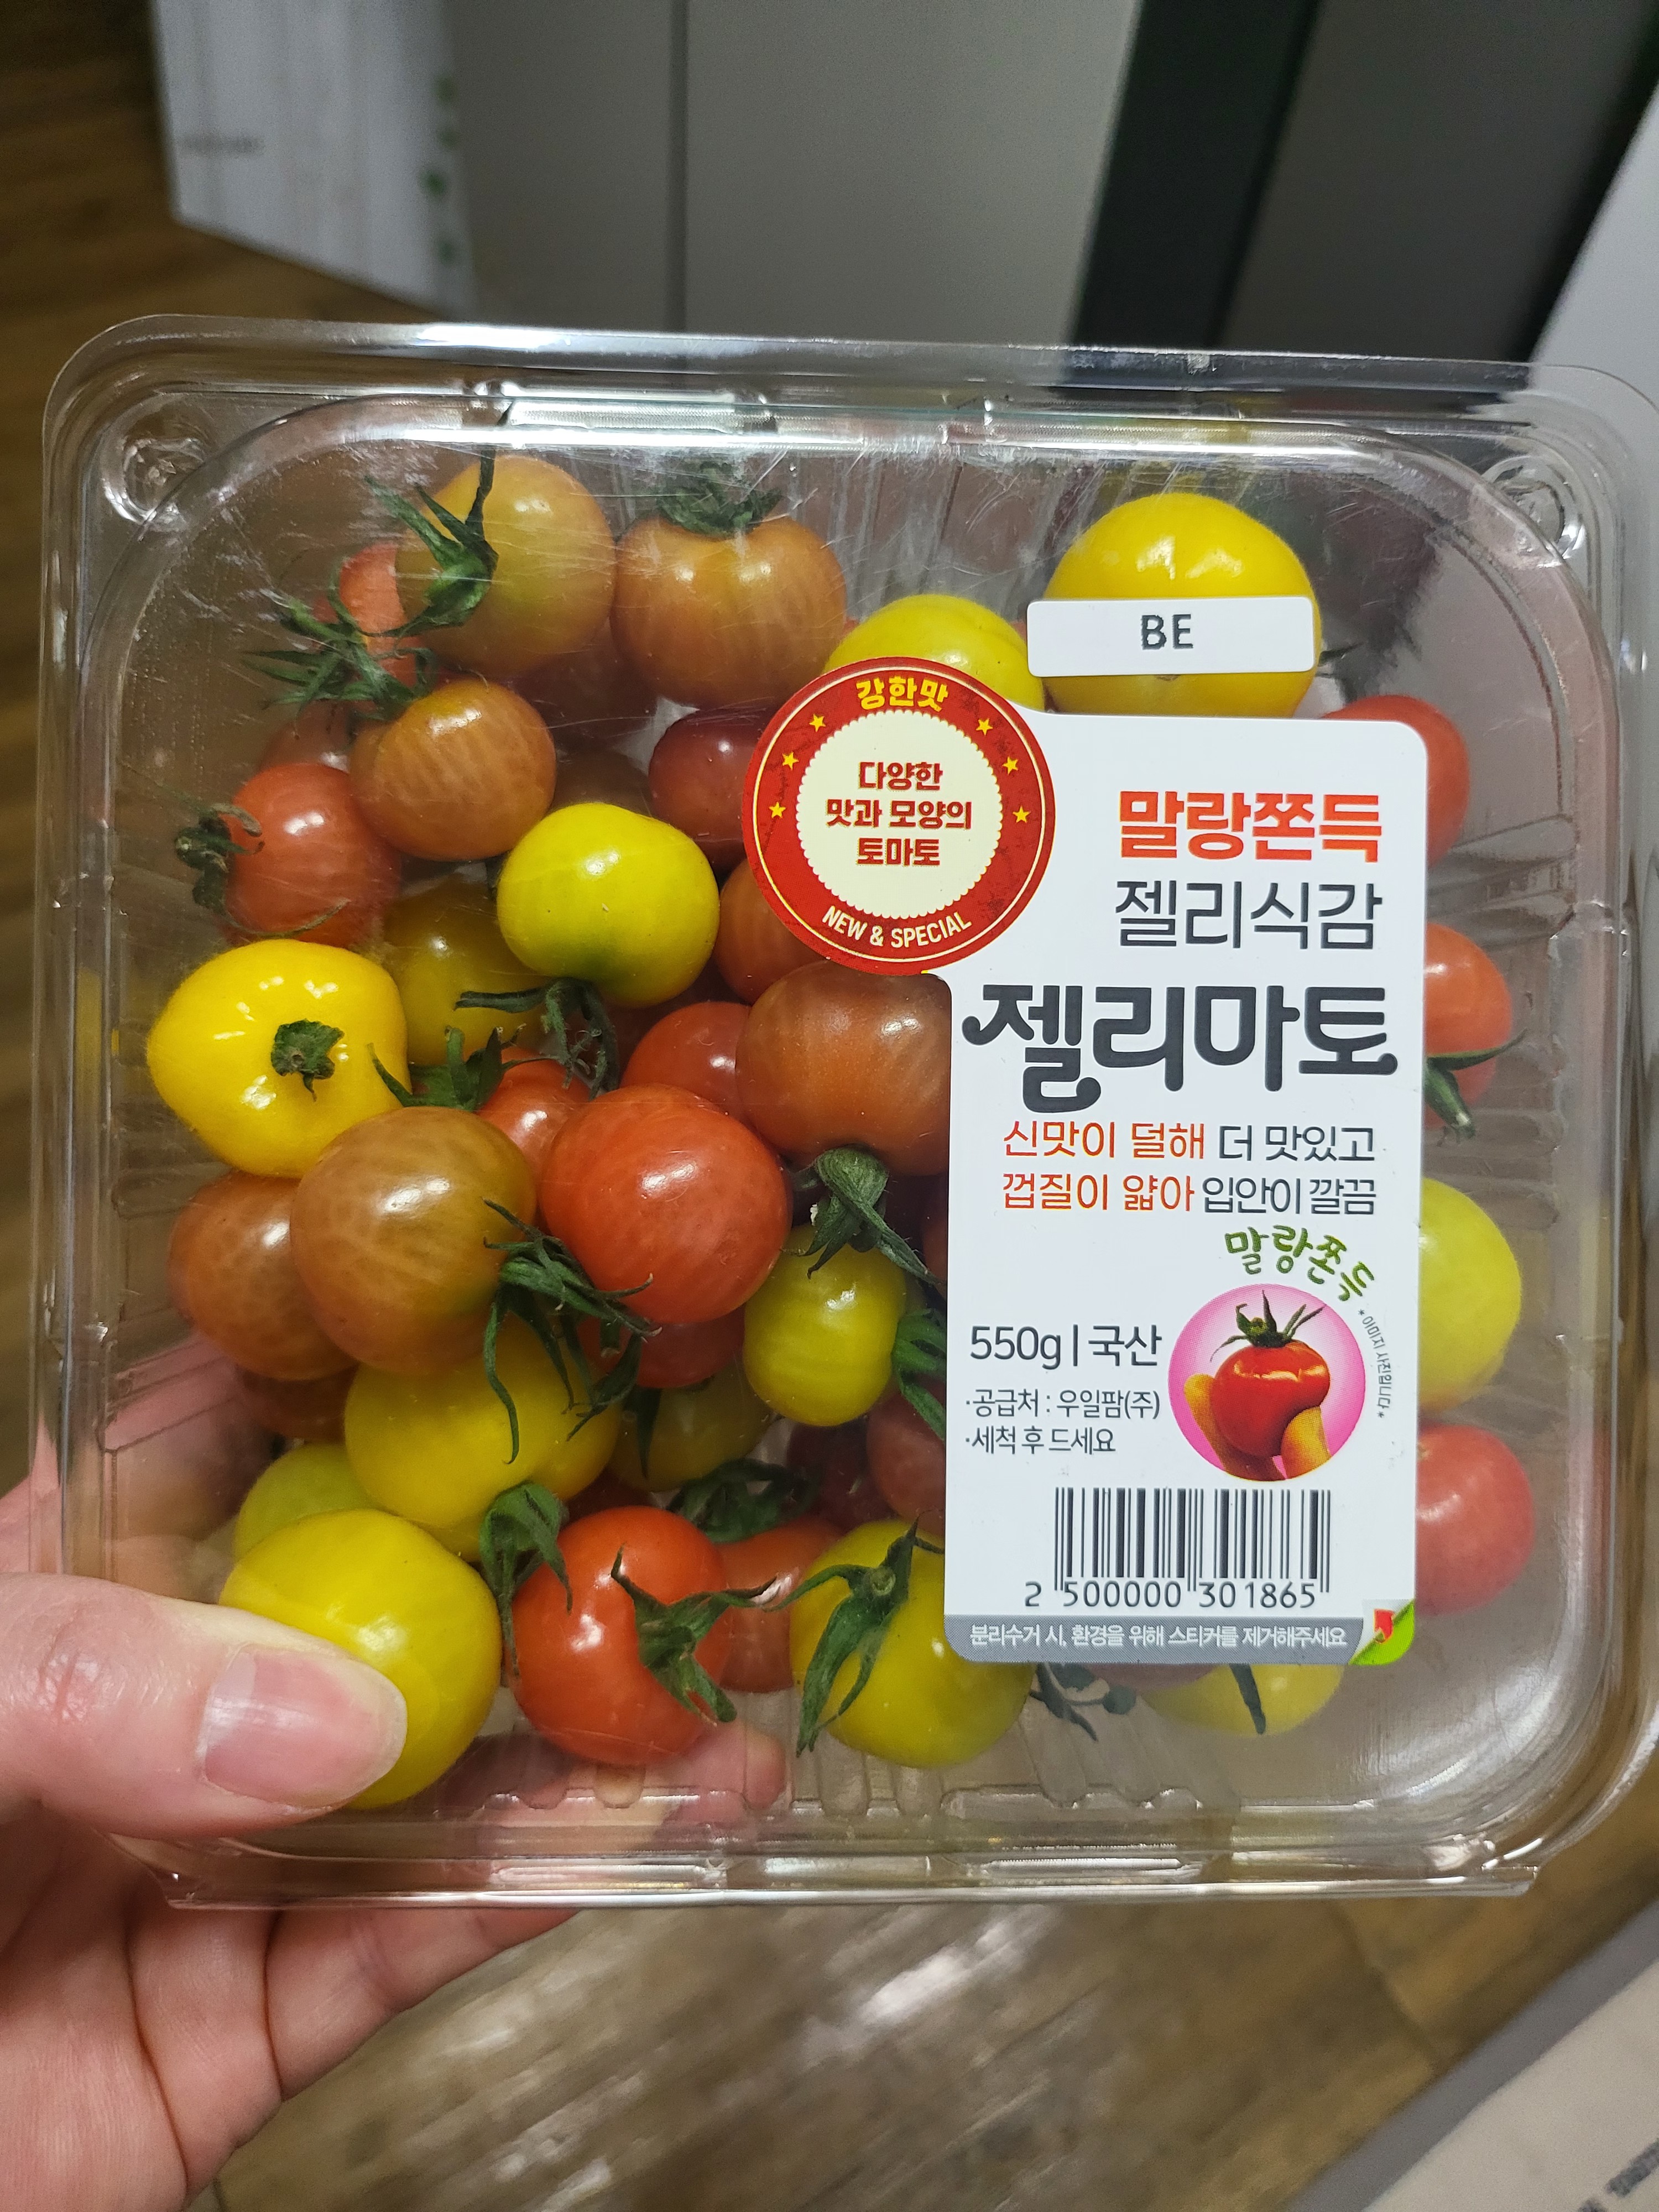 BE
강한맛
다양한
맛과 모양의
토마토
NEW & SPECIAL
말랑쫀득
젤리식감
젤리마토
신맛이 덜해 더 맛있고
껍질이 얇아 입안이 깔끔
말랑쫀득
*이미지 사진입니다*
550g | 국산
·공급처 : 우일팜(주)
·세척 후 드세요
2 500000 301865
분리수거 시, 환경을 위해 스티커를 제거해주세요